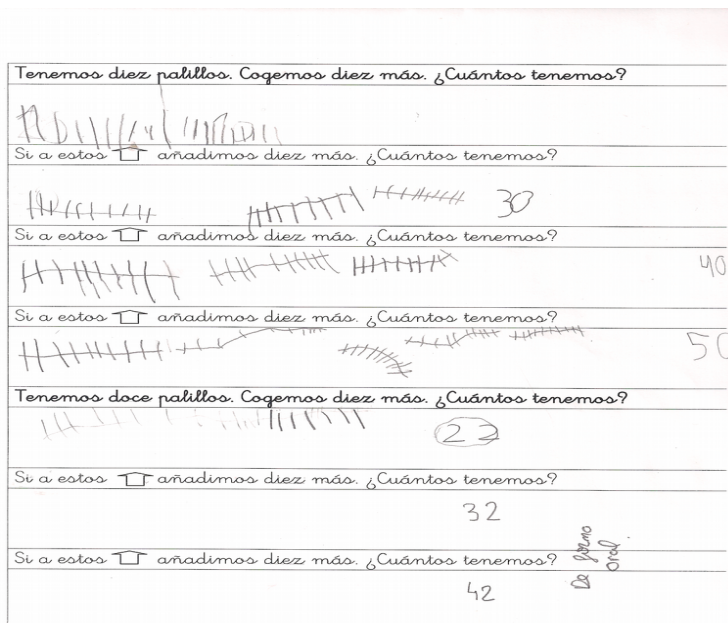 Tenemos diez palillos. Cogemos diez más. ¿Cuántos tenemos?
Si a estos añadimos diez más. ¿Cuántos tenemos?
30
Si a estos añadimos diez más. ¿Cuántos tenemos?
40
Si a estos añadimos diez más. ¿Cuántos tenemos?
50
Tenemos doce palillos. Cogemos diez más. ¿Cuántos tenemos?
22
Si a estos añadimos diez más. ¿Cuántos tenemos?
32
Si a estos añadimos diez más. ¿Cuántos tenemos?
42
De forma
oral.